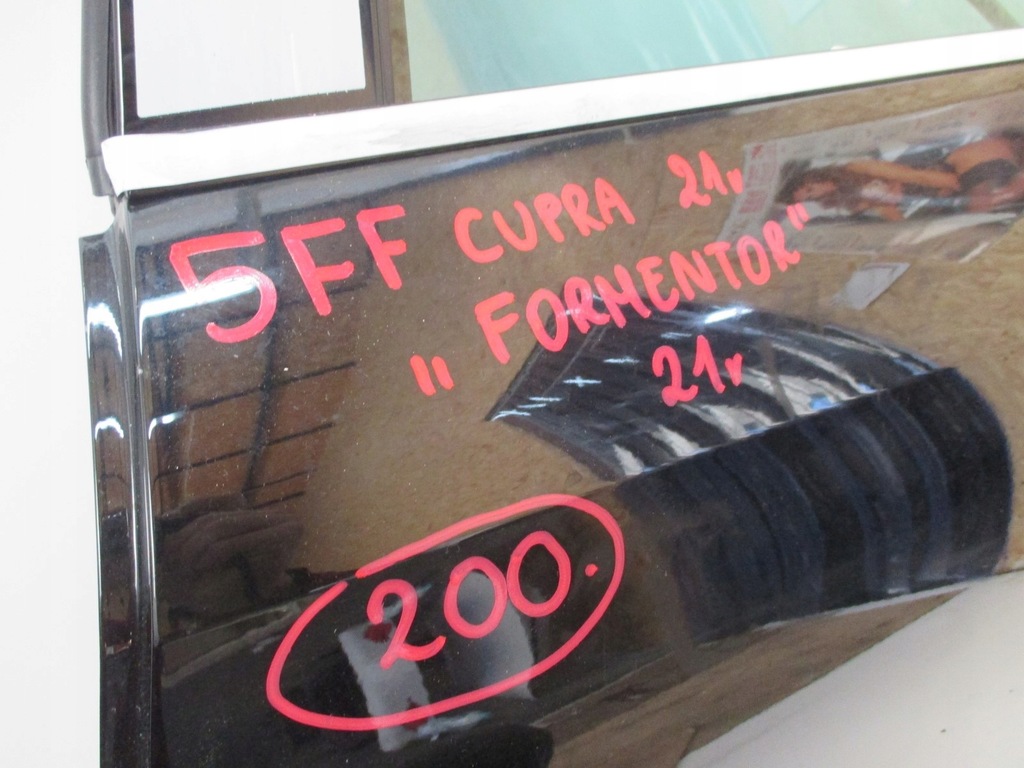 5FF CUPRA 21r
"FORMENTOR"
21r
200.